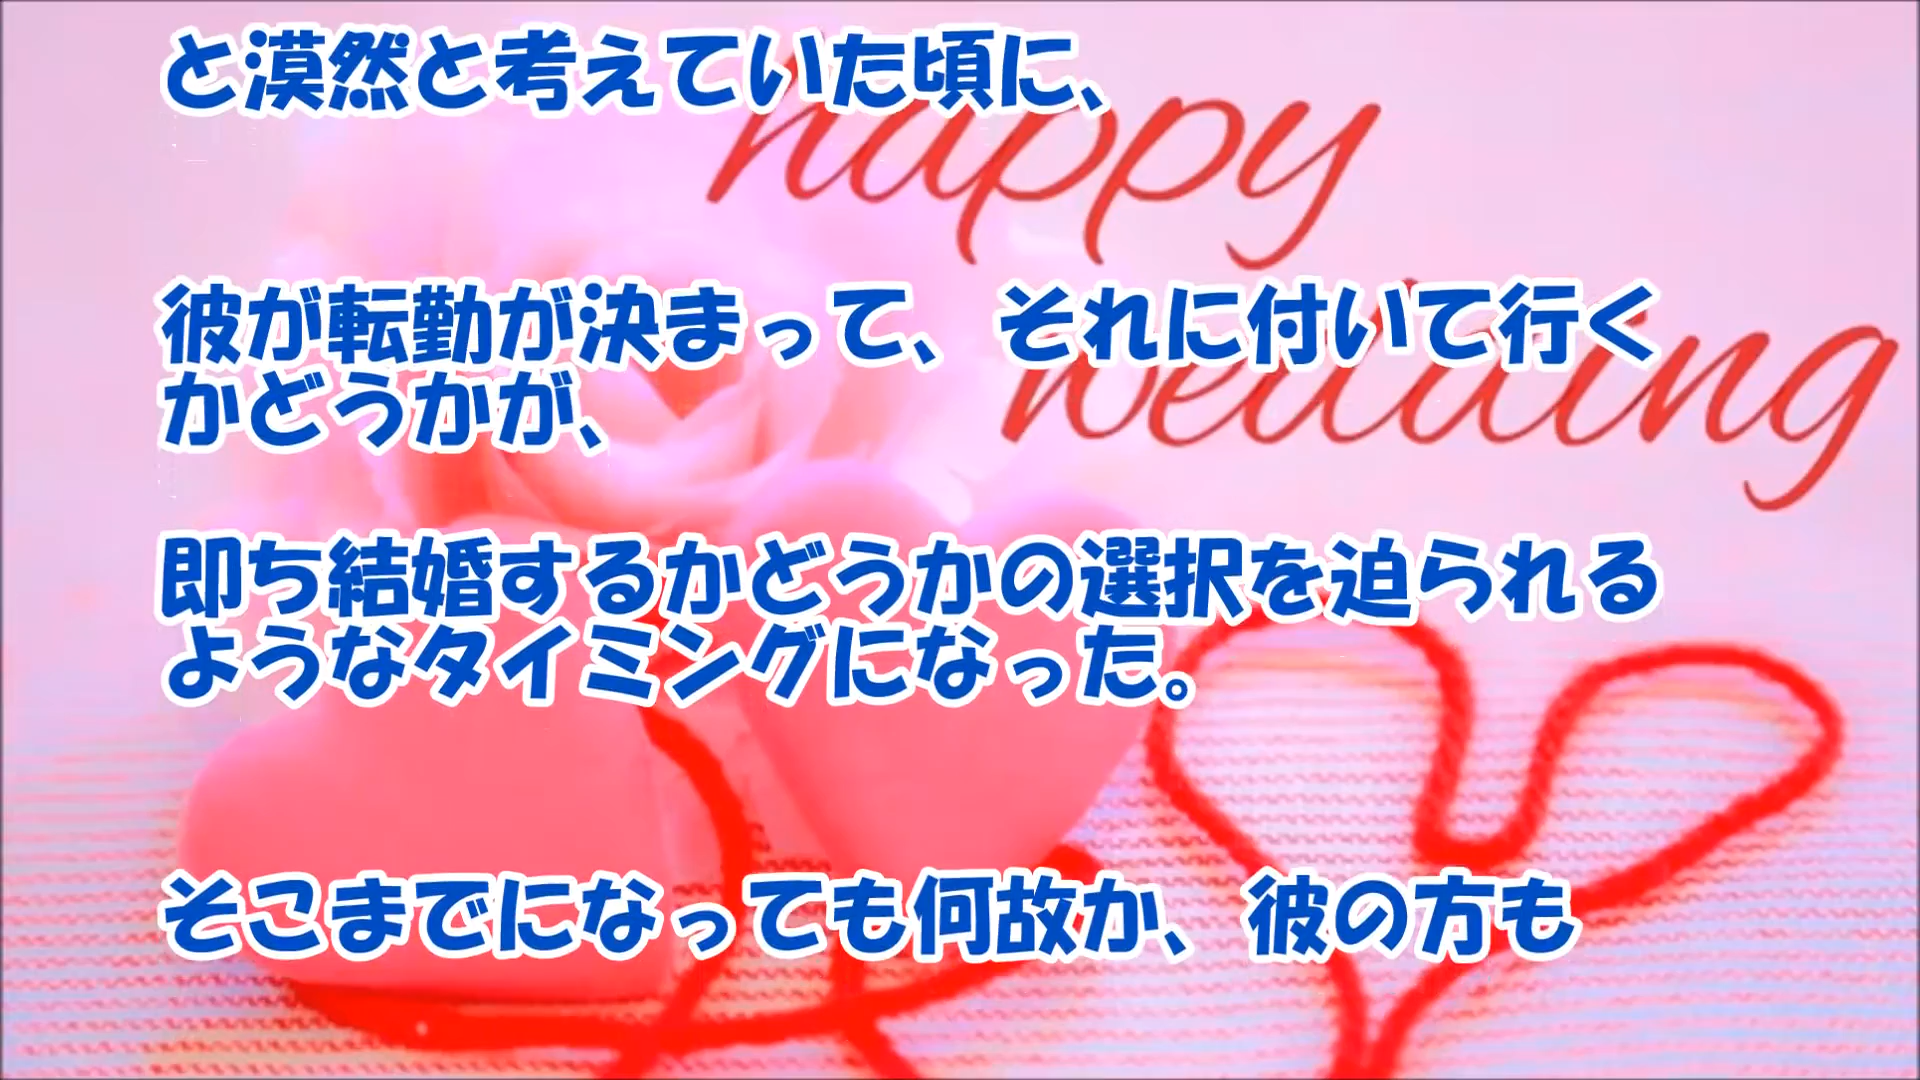 と漠然と考えていた頃に、
happy
彼が転勤が決まって、それに付いて行く
wedding
かどうかが、
即ち結婚するかどうかの選択を迫られる
ようなタイミングになった。
そこまでになっても何故か、彼の方も